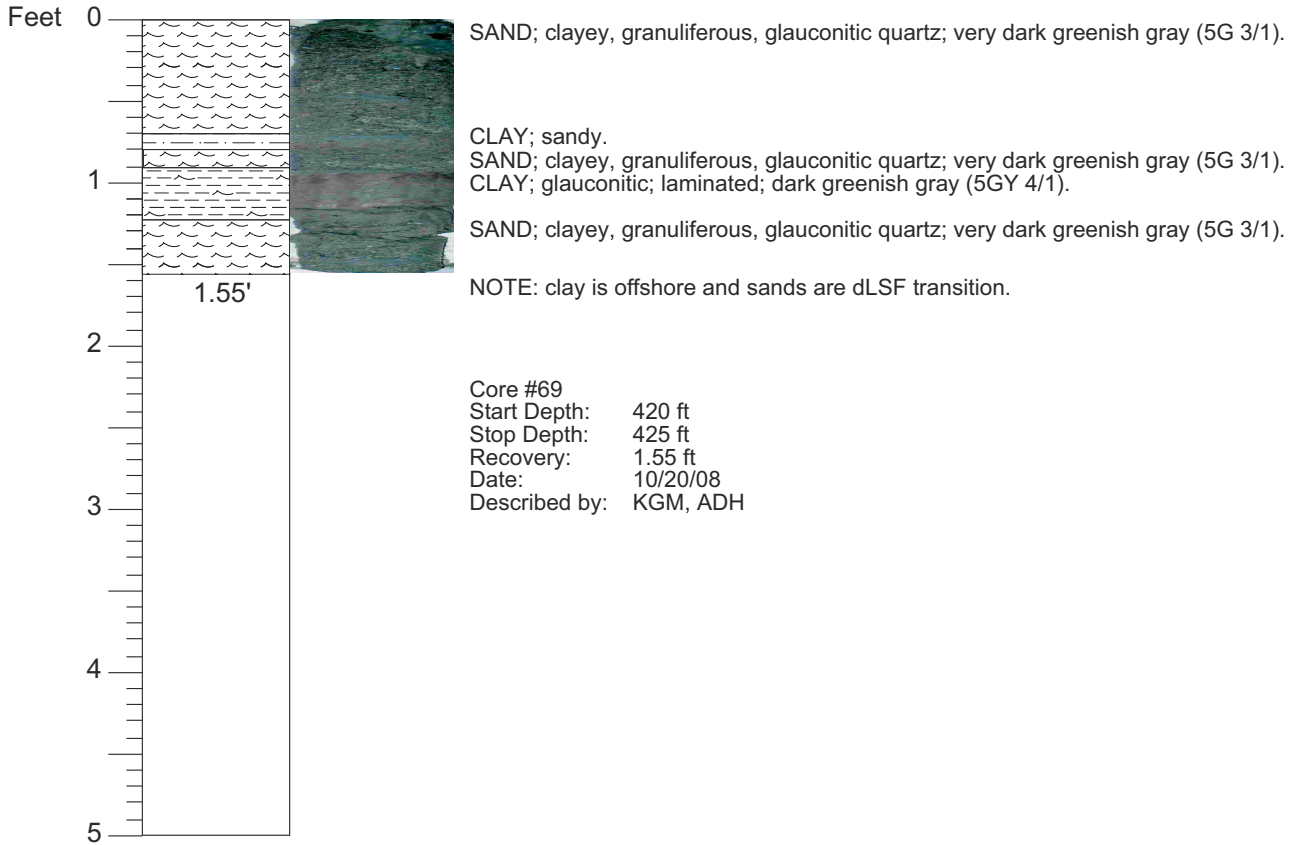 Feet 0
SAND; clayey, granuliferous, glauconitic quartz; very dark greenish gray (5G 3/1).
CLAY; sandy.
SAND; clayey, granuliferous, glauconitic quartz; very dark greenish gray (5G 3/1).
1
CLAY; glauconitic; laminated; dark greenish gray (5GY 4/1).
SAND; clayey, granuliferous, glauconitic quartz; very dark greenish gray (5G 3/1).
1.55'
NOTE: clay is offshore and sands are dLSF transition.
2
Core #69
Start Depth: 420 ft
Stop Depth: 425 ft
Recovery: 1.55 ft
Date: 10/20/08
Described by: KGM, ADH
3
4
5